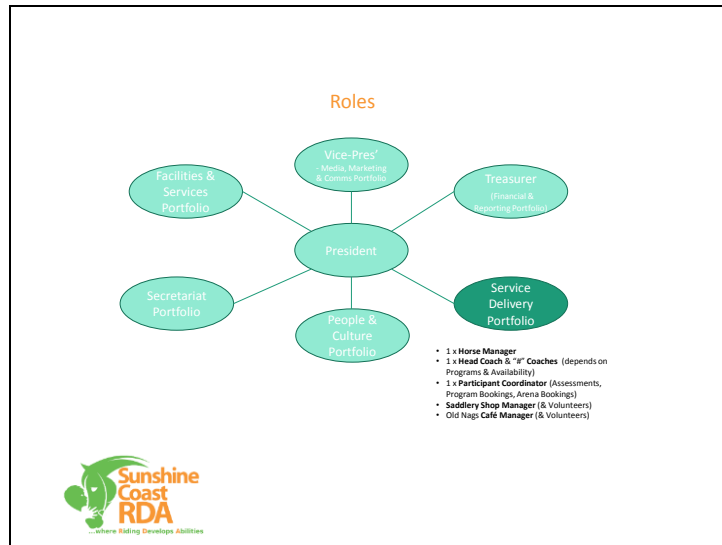 Roles
Vice-Pres'
- Media, Marketing
& Comms Portfolio
Facilities &
Services
Portfolio
Treasurer
(Financial &
Reporting Portfolio)
President
Secretariat
Portfolio
People &
Culture
Portfolio
Service
Delivery
Portfolio
• 1 x Horse Manager
• 1 x Head Coach & "#" Coaches (depends on
Programs & Availability)
• 1 x Participant Coordinator (Assessments,
Program Bookings, Arena Bookings)
• Saddlery Shop Manager (& Volunteers)
• Old Nags Café Manager (& Volunteers)
Sunshine
Coast
RDA
...where Riding Develops Abilities